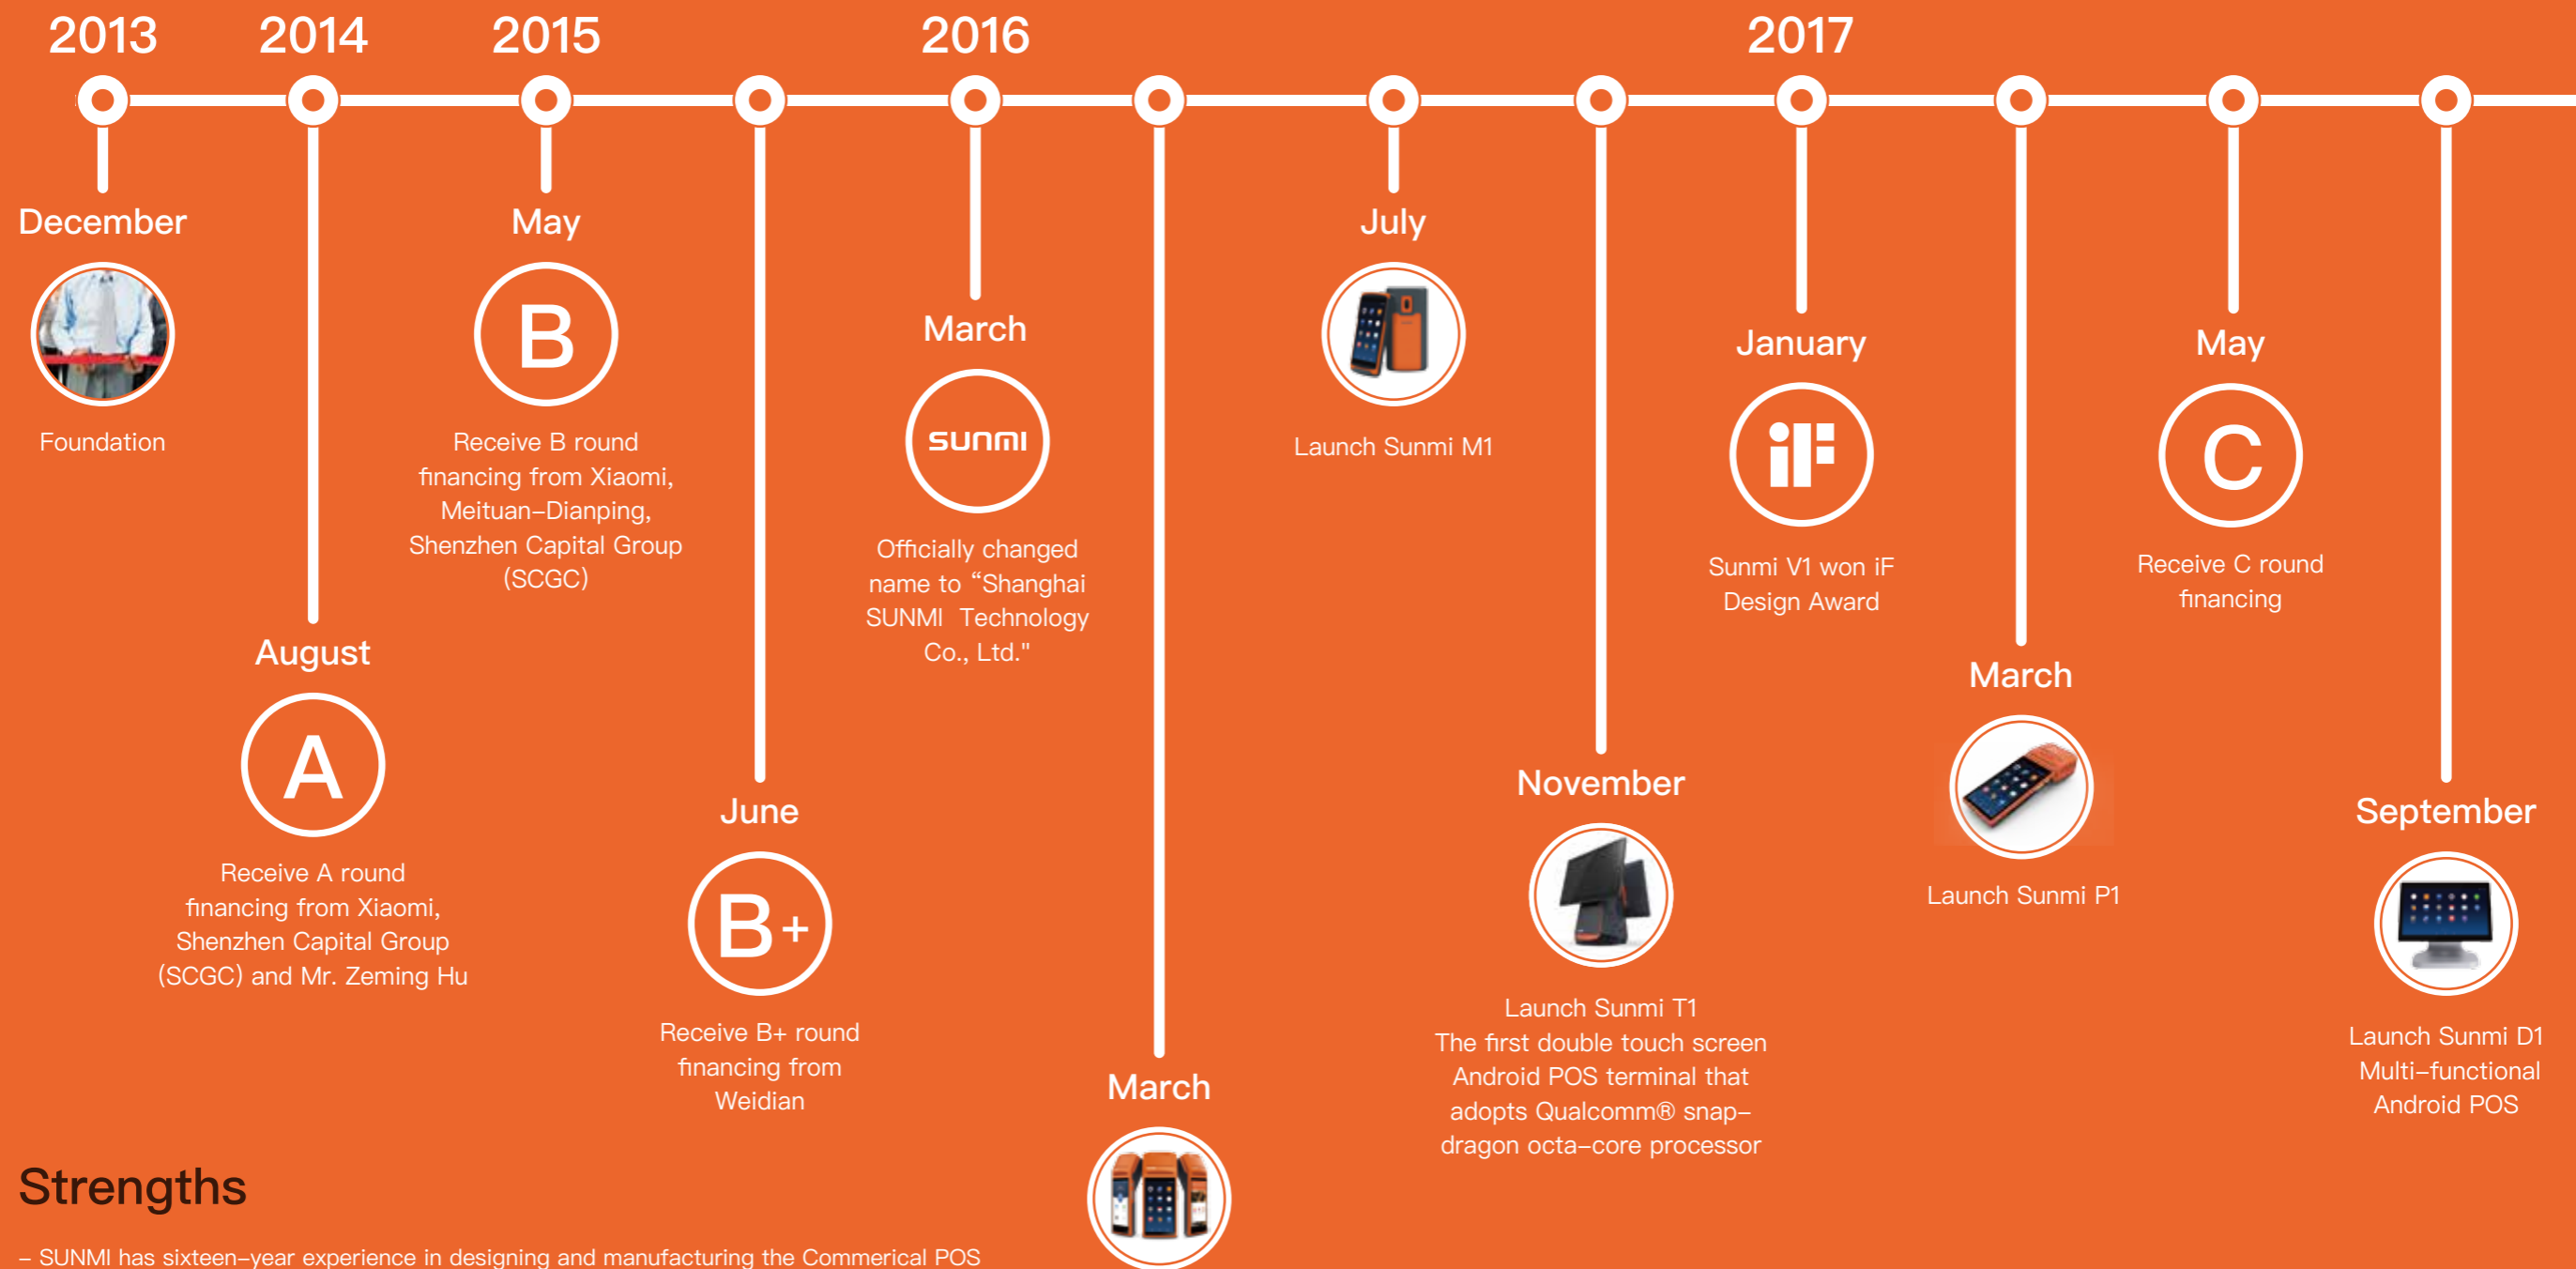 2013
2014
2015
2016
2017
December
Foundation
August
A
Receive A round
financing from Xiaomi,
Shenzhen Capital Group
(SCGC) and Mr. Zeming Hu
May
B
Receive B round
financing from Xiaomi,
Meituan-Dianping,
Shenzhen Capital Group
(SCGC)
June
B+
Receive B+ round
financing from
Weidian
March
SUNMI
Officially changed
name to “Shanghai
SUNMI Technology
Co., Ltd."
March
July
Launch Sunmi M1
November
Launch Sunmi T1
The first double touch screen
Android POS terminal that
adopts Qualcomm® snap-
dragon octa-core processor
January
iF
Sunmi V1 won iF
Design Award
March
Launch Sunmi P1
May
C
Receive C round
financing
September
Launch Sunmi D1
Multi-functional
Android POS
Strengths
- SUNMI has sixteen-year experience in designing and manufacturing the Commerical POS